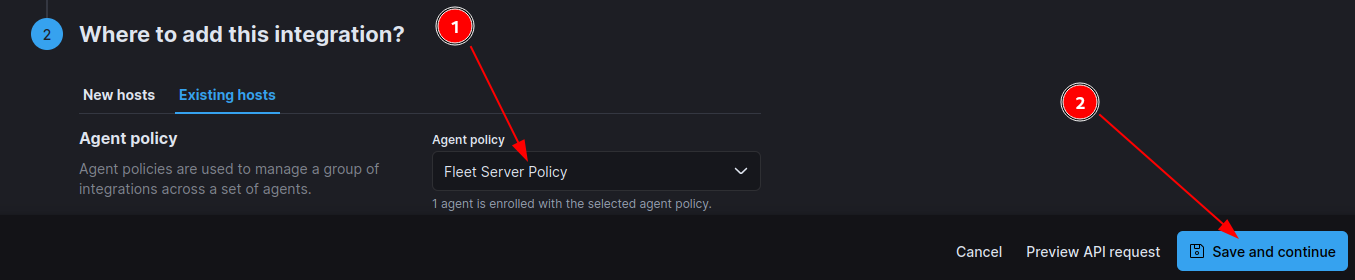 2 Where to add this integration?
1
New hosts Existing hosts
2
Agent policy
Agent policies are used to manage a group of
integrations across a set of agents.
Agent policy
Fleet Server Policy
1 agent is enrolled with the selected agent policy.
Cancel Preview API request Save and continue